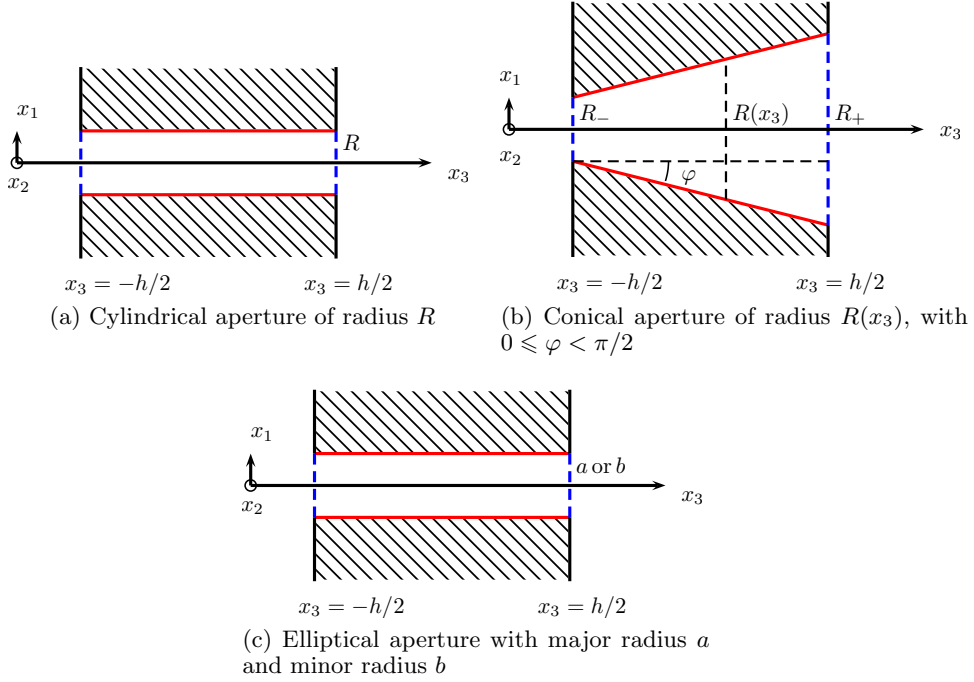 x₁
x₂
x₃
R
x₃ = −h/2
x₃ = h/2
(a) Cylindrical aperture of radius R
x₁
x₂
x₃
R₋
R(x₃)
R₊
φ
x₃ = −h/2
x₃ = h/2
(b) Conical aperture of radius R(x₃), with
0 ⩽ φ < π/2
x₁
x₂
x₃
a or b
x₃ = −h/2
x₃ = h/2
(c) Elliptical aperture with major radius a
and minor radius b